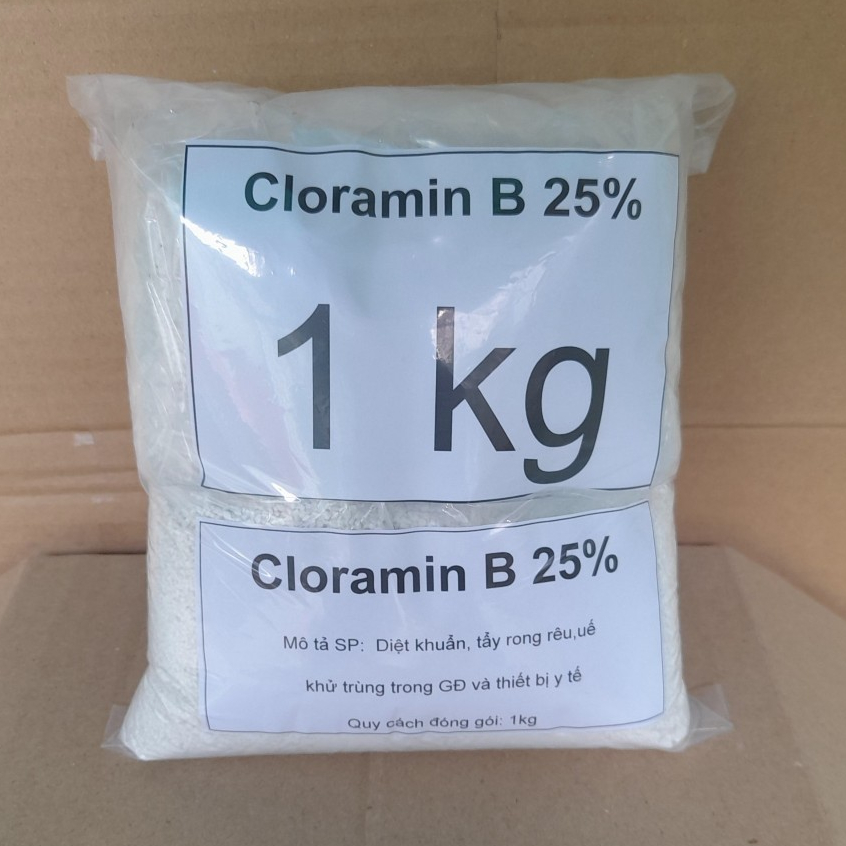 Cloramin B 25%
1 kg
Cloramin B 25%
Mô tả SP: Diệt khuẩn, tẩy rong rêu,uế
khử trùng trong GĐ và thiết bị y tế
Quy cách đóng gói: 1kg